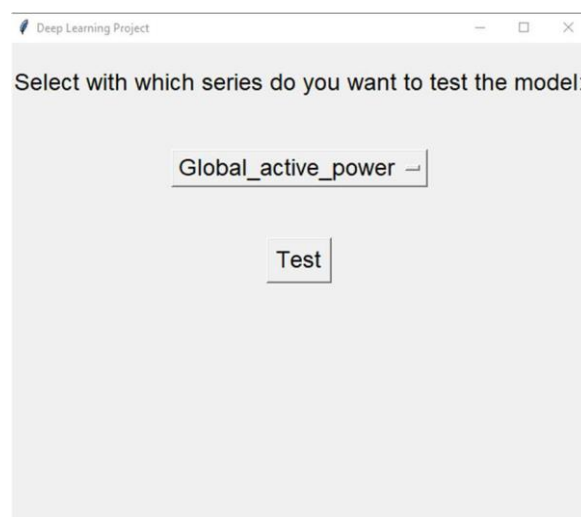 Deep Learning Project
Select with which series do you want to test the model:
Global_active_power
Test